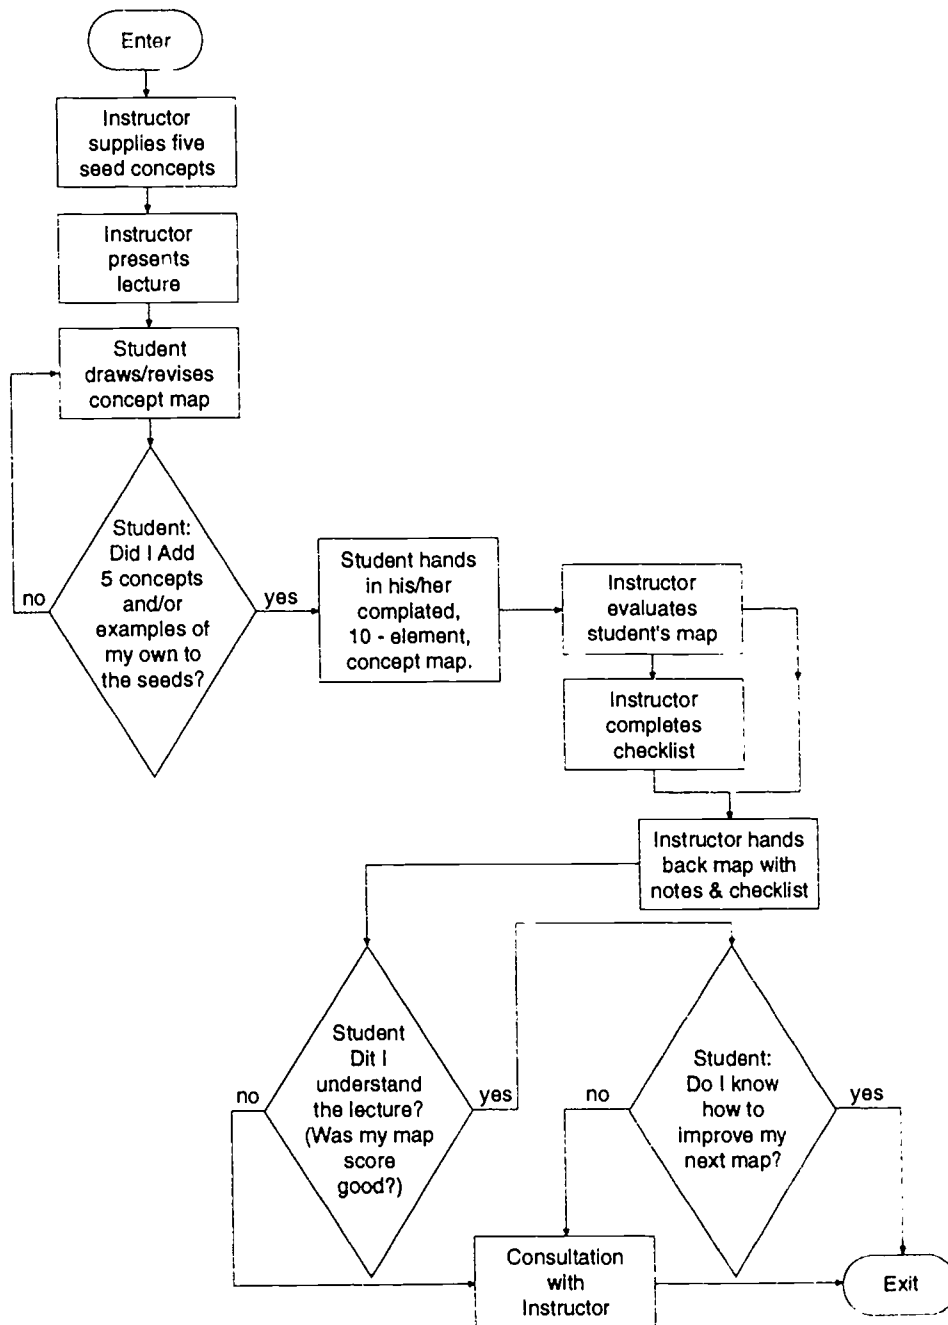 Enter
Instructor
supplies five
seed concepts
Instructor
presents
lecture
Student
draws/revises
concept map
Student:
Did I Add
5 concepts
and/or
examples of
my own to
the seeds?
no
yes
Student hands
in his/her
complated,
10 - element,
concept map.
Instructor
evaluates
student's map
Instructor
completes
checklist
Instructor hands
back map with
notes & checklist
Student
Dit I
understand
the lecture?
(Was my map
score
good?)
no
yes
Student:
Do I know
how to
improve my
next map?
no
yes
Consultation
with
Instructor
Exit